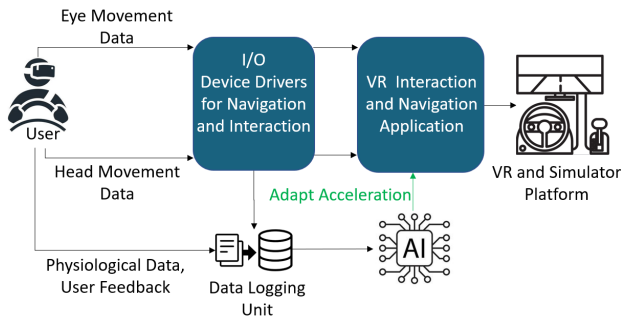 Eye Movement
Data
I/O
Device Drivers
for Navigation
and Interaction
VR Interaction
and Navigation
Application
User
Head Movement
Data
Adapt Acceleration
VR and Simulator
Platform
AI
Physiological Data,
User Feedback
Data Logging
Unit